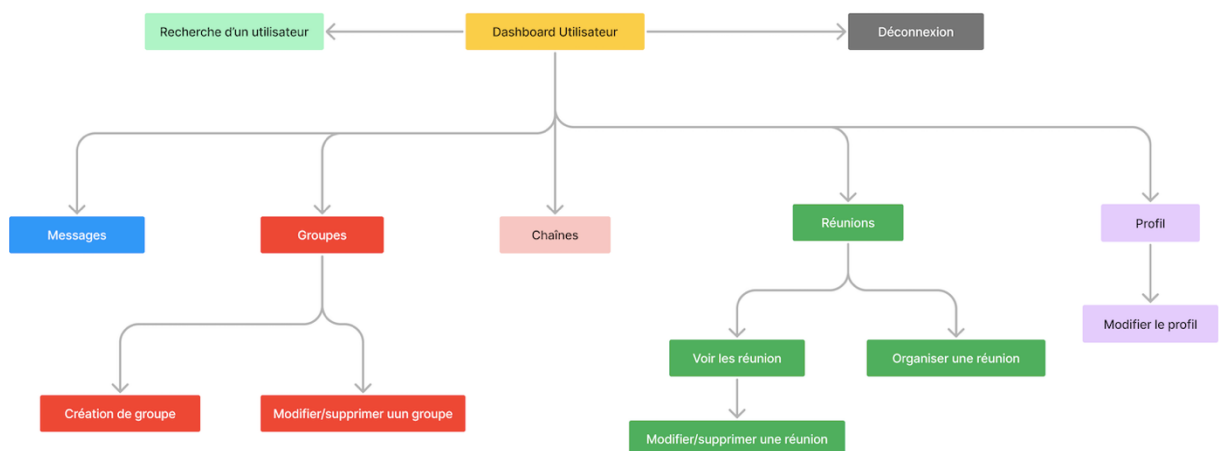 Recherche d'un utilisateur
Dashboard Utilisateur
Déconnexion
Messages
Groupes
Chaînes
Réunions
Profil
Modifier le profil
Voir les réunion
Organiser une réunion
Création de groupe
Modifier/supprimer uun groupe
Modifier/supprimer une réunion